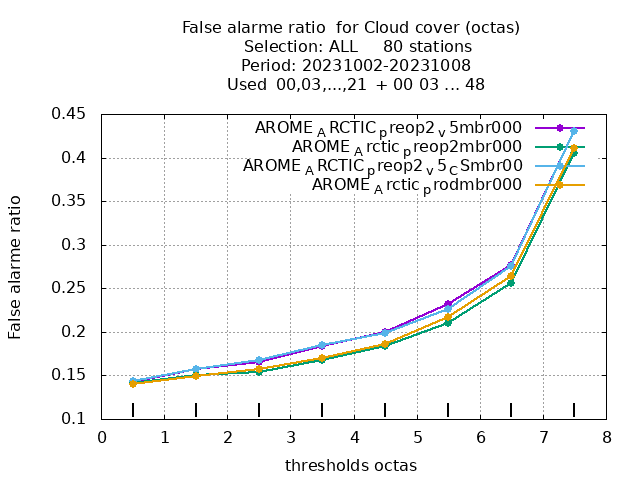 False alarme ratio  for Cloud cover (octas)
Selection: ALL     80 stations
Period: 20231002-20231008
Used  00,03,...,21  + 00 03 ... 48
0.45
0.4
0.35
0.3
0.25
0.2
0.15
0.1
False alarme ratio
AROME_ARCTIC_preop2_v5mbr000
AROME_Arctic_preop2mbr000
AROME_ARCTIC_preop2_v5_CSmbr00
AROME_Arctic_prodmbr000
0 1 2 3 4 5 6 7 8
thresholds octas